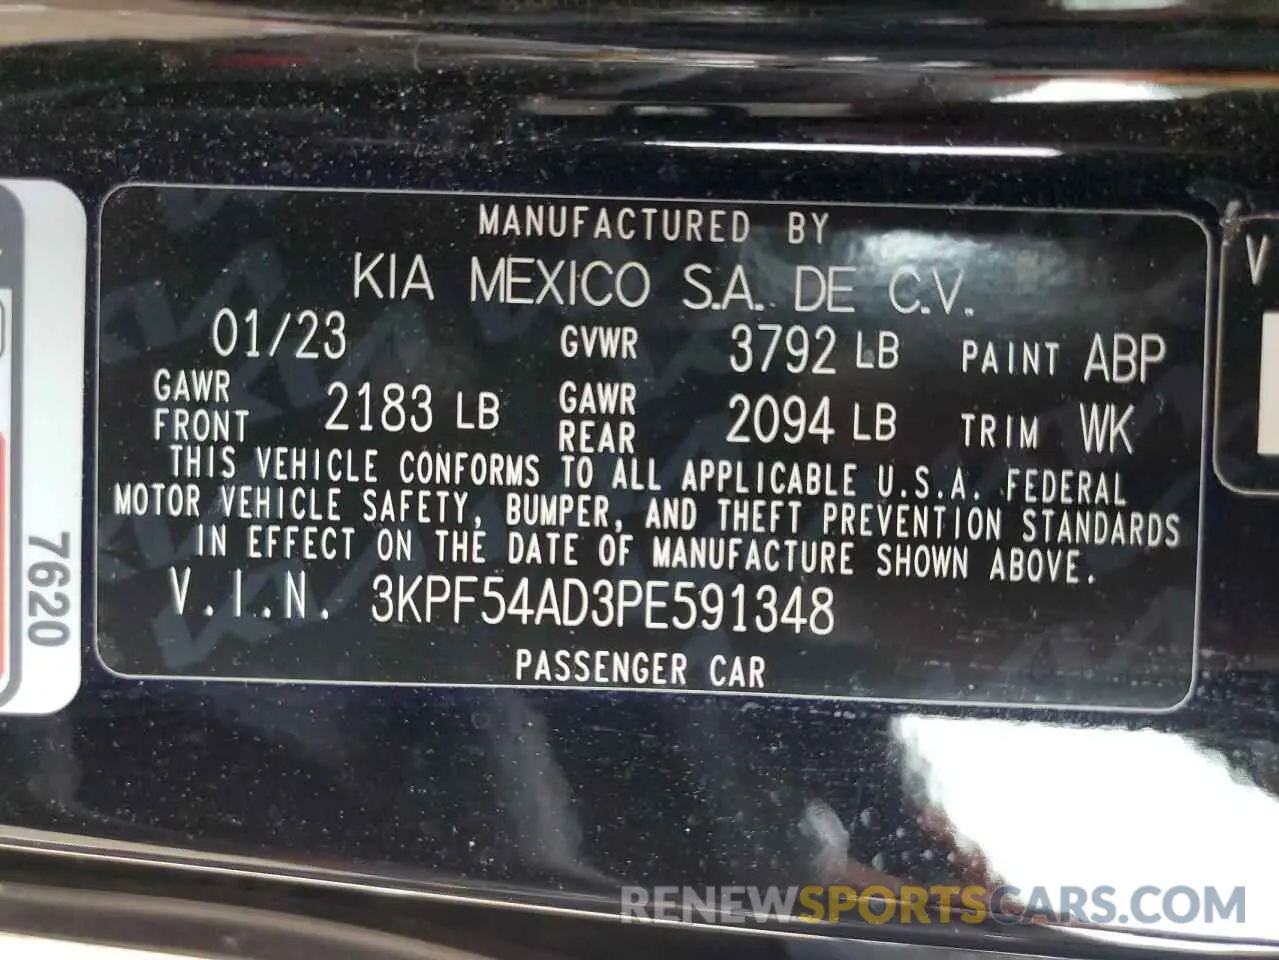 MANUFACTURED BY
KIA MEXICO S.A. DE C.V.
01/23 GVWR 3792 LB PAINT ABP
GAWR FRONT 2183 LB GAWR REAR 2094 LB TRIM WK
THIS VEHICLE CONFORMS TO ALL APPLICABLE U.S.A. FEDERAL
MOTOR VEHICLE SAFETY, BUMPER, AND THEFT PREVENTION STANDARDS
IN EFFECT ON THE DATE OF MANUFACTURE SHOWN ABOVE.
V.I.N. 3KPF54AD3PE591348
PASSENGER CAR
7620
V
RENEWSPORTSCARS.COM